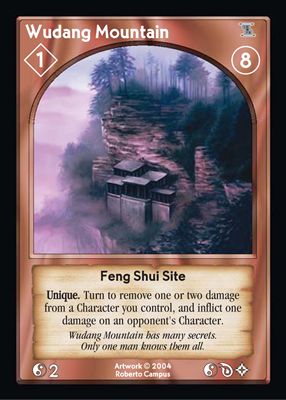 Wudang Mountain
1
8
Feng Shui Site
Unique. Turn to remove one or two damage
from a Character you control, and inflict one
damage on an opponent's Character.
Wudang Mountain has many secrets.
Only one man knows them all.
2
Artwork © 2004
Roberto Campus